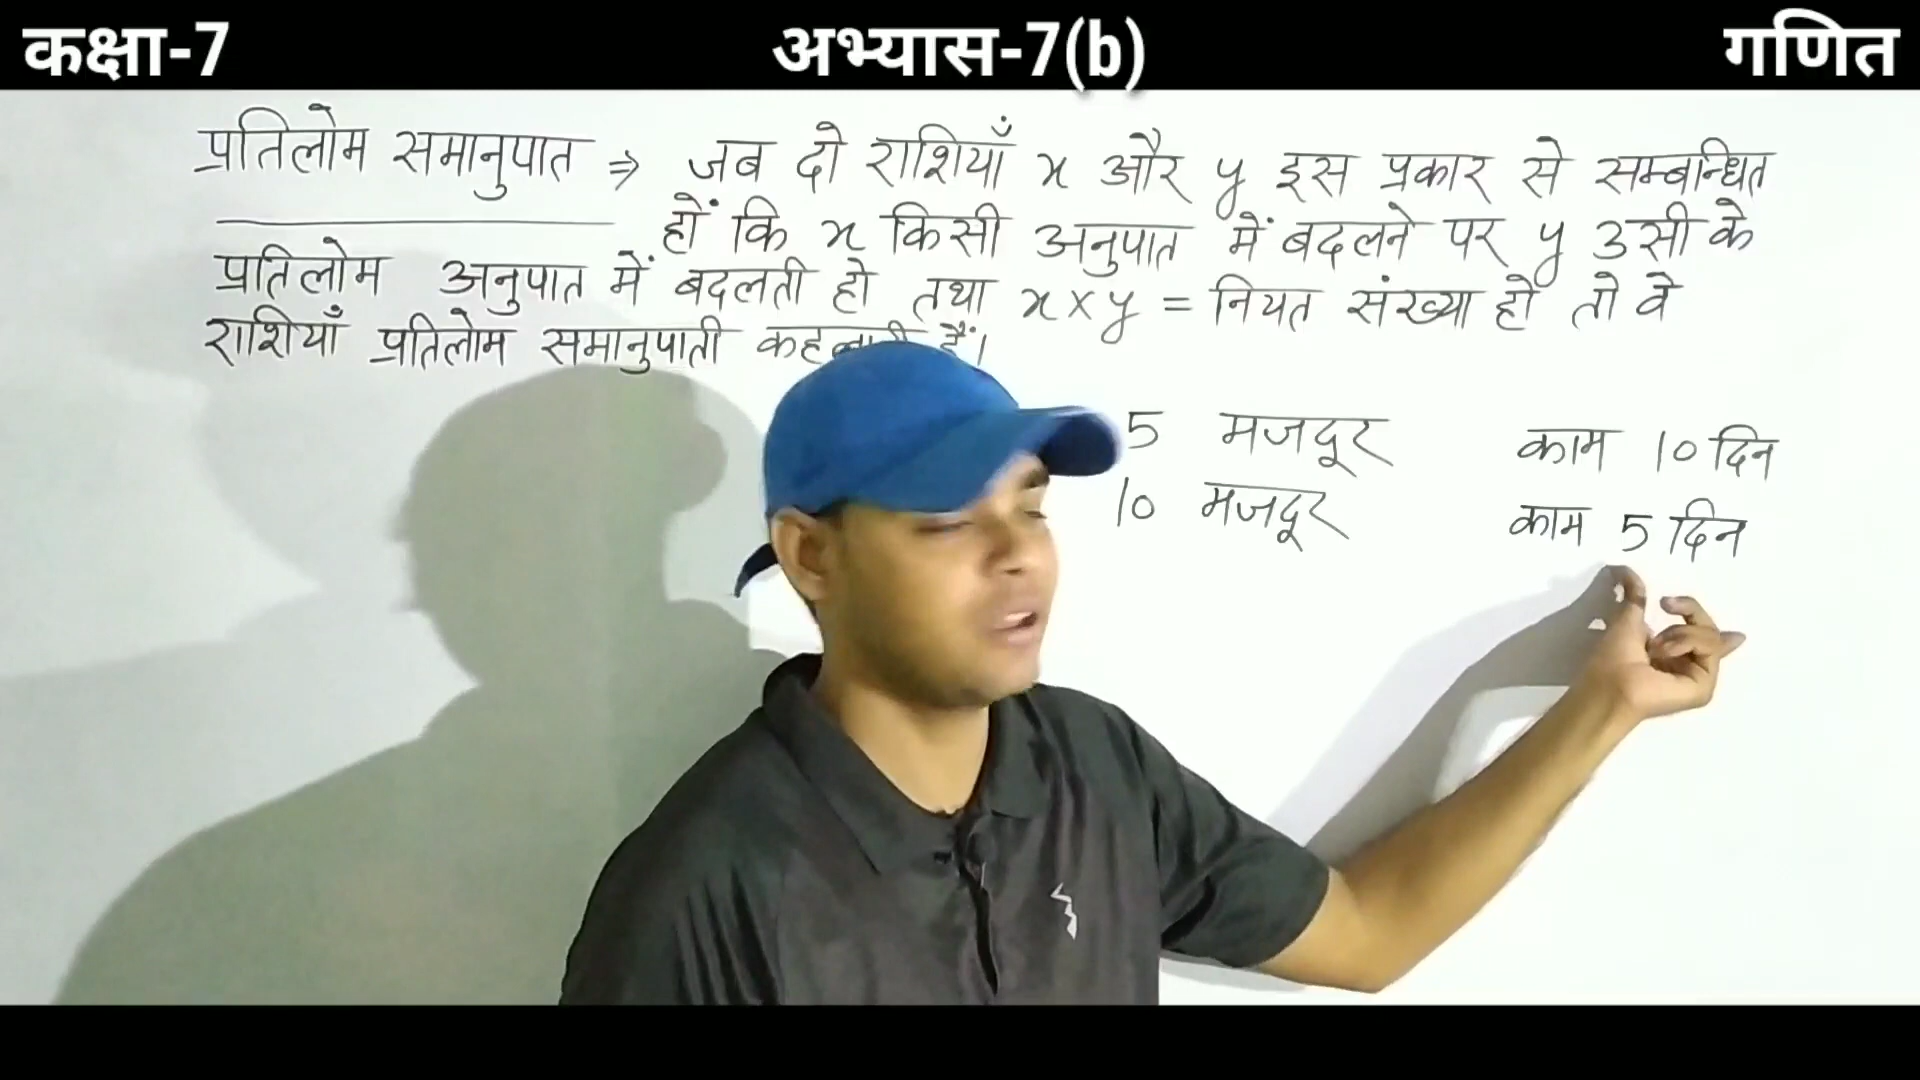 कक्षा-7 अभ्यास-7(b) गणित
प्रतिलोम समानुपात ⇒ जब दो राशियाँ x और y इस प्रकार से सम्बन्धित
हों कि x किसी अनुपात में बदलने पर y उसी के
प्रतिलोम अनुपात में बदलती हो तथा x×y = नियत संख्या हो तो वे
राशियाँ प्रतिलोम समानुपाती कहलाती हैं।
5 मजदूर काम 10 दिन
10 मजदूर काम 5 दिन